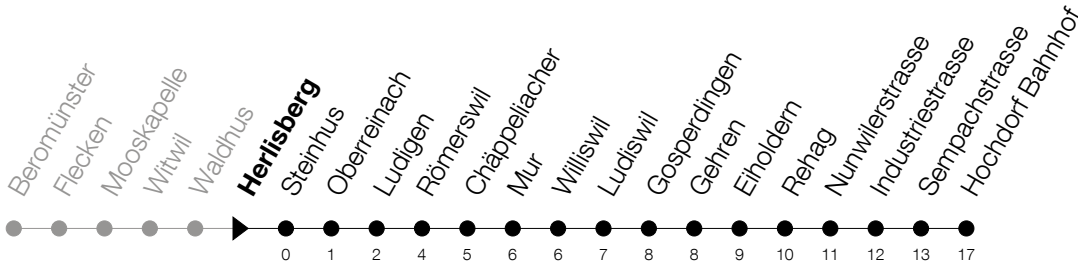 Beromünster
Flecken
Mooskapelle
Witwil
Waldhus
Herlisberg
Steinhus
Oberreinach
Ludigen
Römerswil
Chäppeliacher
Mur
Williswil
Ludiswil
Gosperdingen
Gehren
Eiholdern
Rehag
Nunwilerstrasse
Industriestrasse
Sempachstrasse
Hochdorf Bahnhof
0 1 2 4 5 6 6 7 8 8 9 10 11 12 13 17